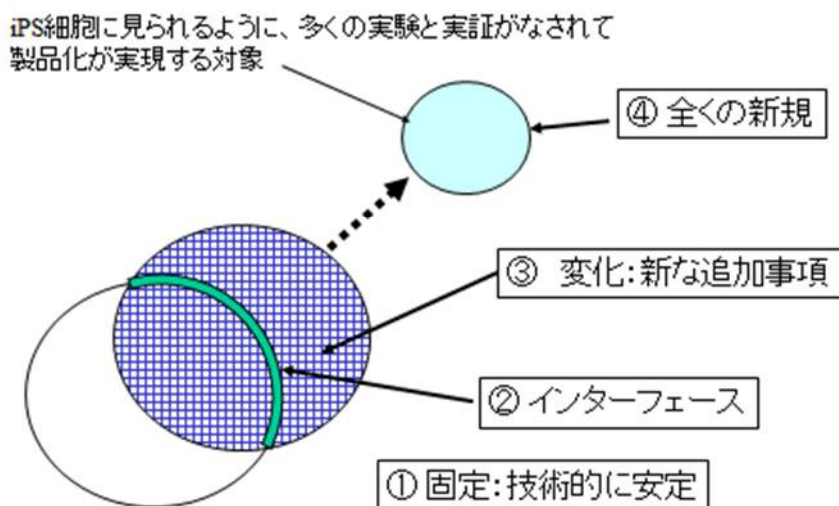 iPS細胞に見られるように、多くの実験と実証がなされて
製品化が実現する対象
④ 全くの新規
③ 変化:新な追加事項
② インターフェース
① 固定:技術的に安定